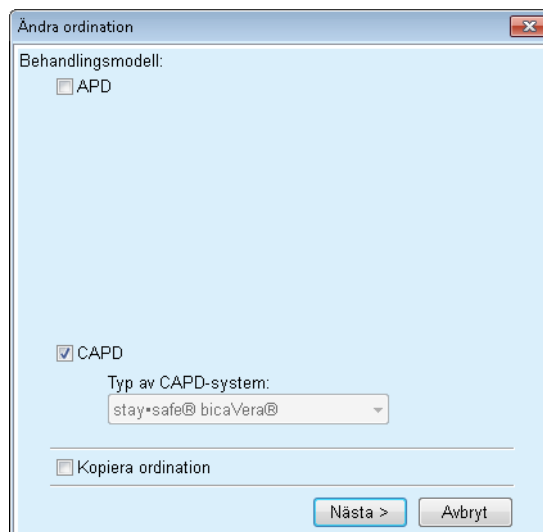 Ändra ordination
Behandlingsmodell:
APD
CAPD
Typ av CAPD-system:
stay•safe® bicaVera®
Kopiera ordination
Nästa > Avbryt